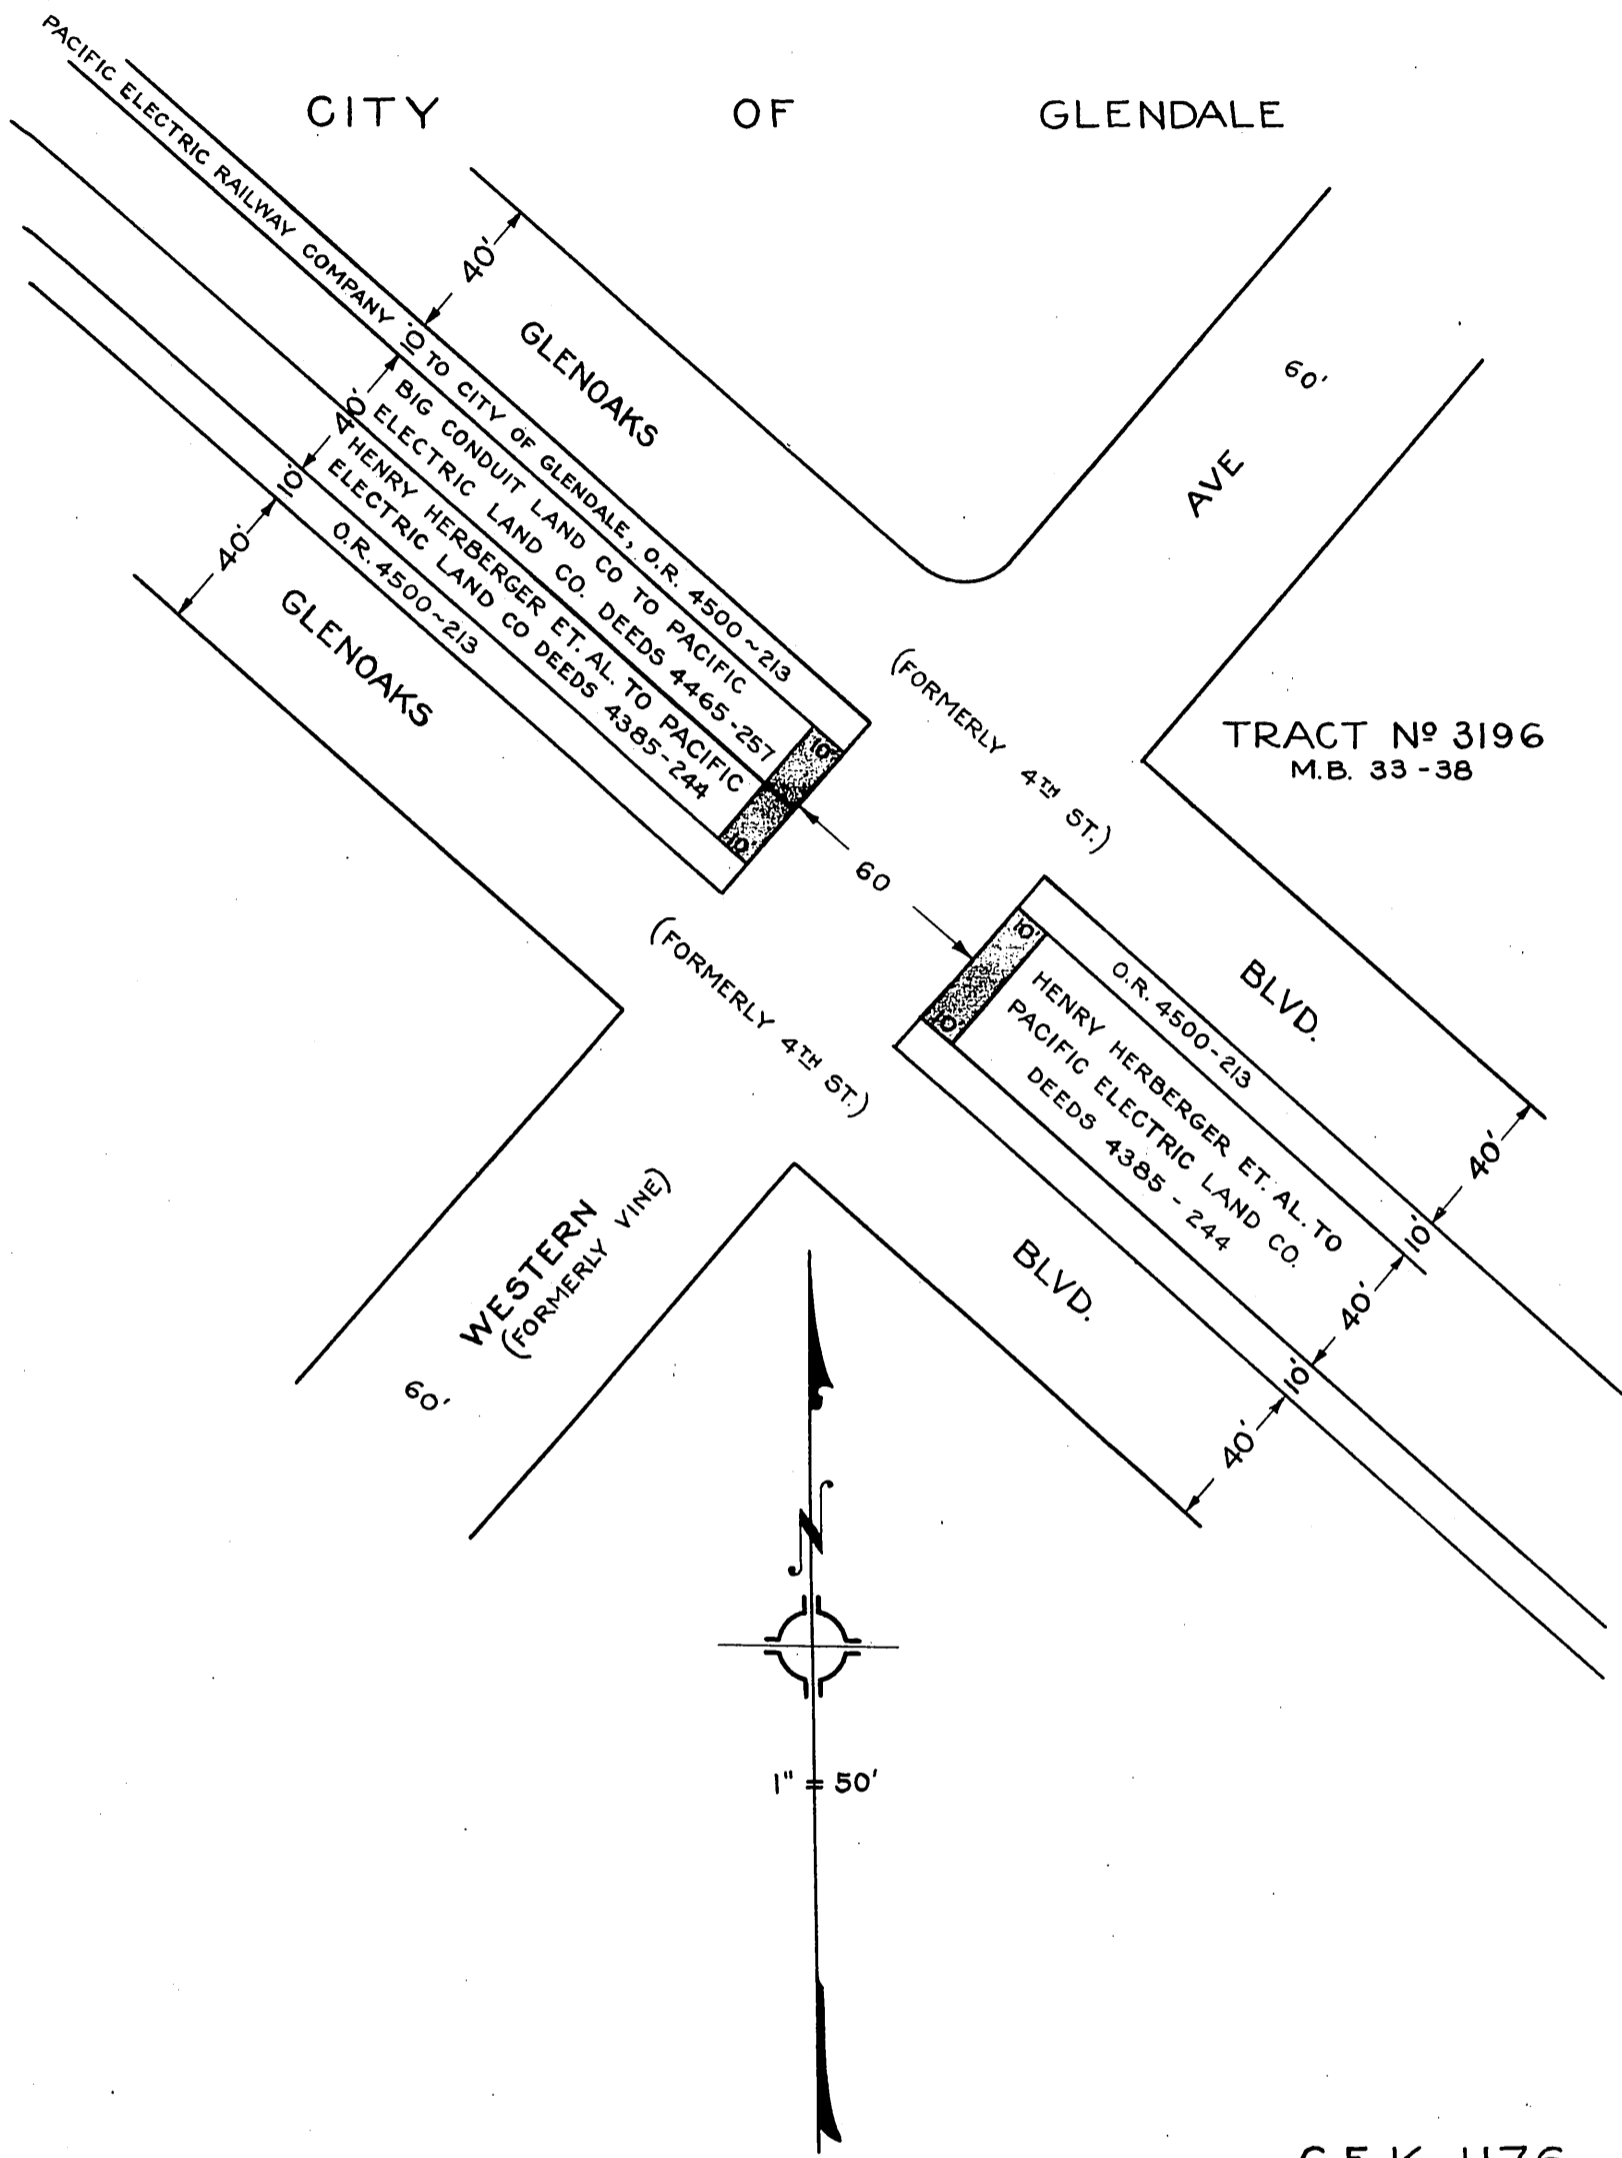 CITY OF GLENDALE
PACIFIC ELECTRIC RAILWAY COMPANY 10' TO CITY OF GLENDALE, O.R. 4500~213
40'
GLENOAKS
60'
AVE
BIG CONDUIT LAND CO TO PACIFIC
ELECTRIC LAND CO. DEEDS 4465-257
40'
HENRY HERBERGER ET. AL. TO PACIFIC
ELECTRIC LAND CO DEEDS 4385-244
10'
O.R. 4500~213
40'
GLENOAKS
10'
10'
(FORMERLY 4TH ST.)
TRACT Nº 3196
M.B. 33-38
60
(FORMERLY 4TH ST.)
10'
10'
O.R. 4500-213
BLVD.
HENRY HERBERGER ET. AL. TO
PACIFIC ELECTRIC LAND CO.
DEEDS 4385-244
40'
10'
40'
10'
40'
BLVD.
WESTERN
(FORMERLY VINE)
60'
N
1" = 50'